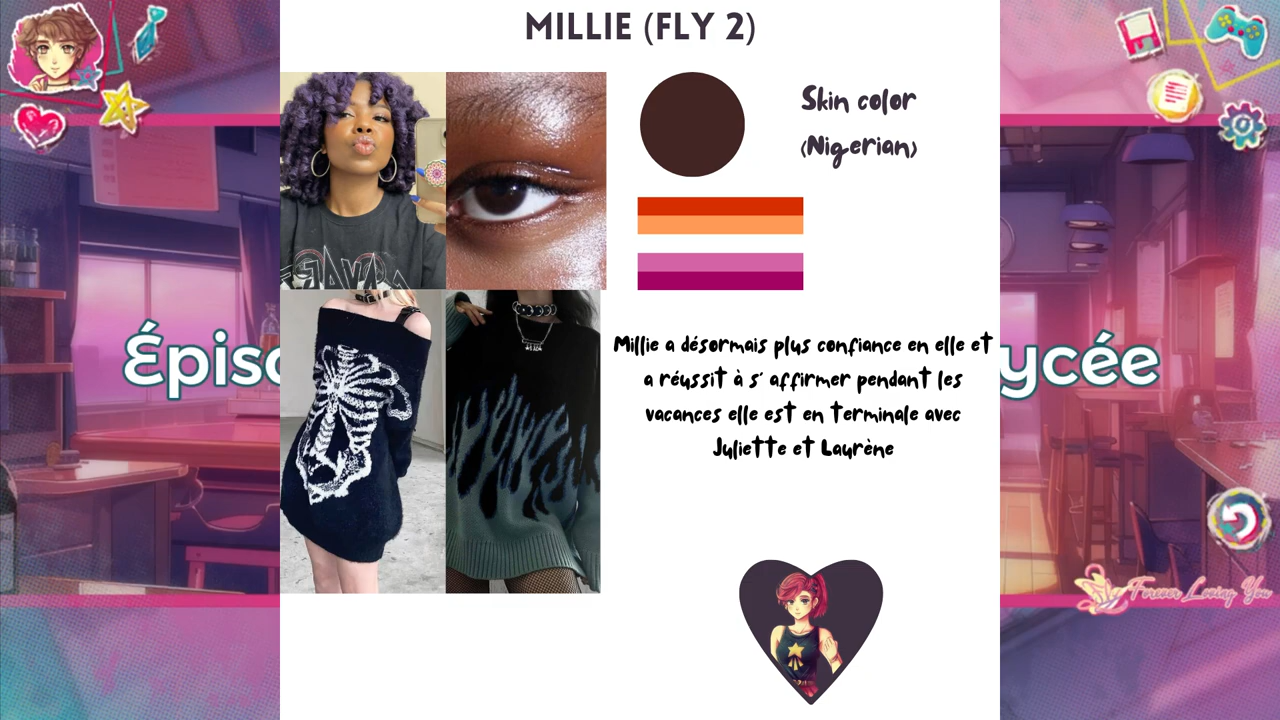 MILLIE (FLY 2)
Skin color
(Nigerian)
Épiso
ycée
Millie a désormais plus confiance en elle et
a réussit à s' affirmer pendant les
vacances elle est en terminale avec
Juliette et Laurène
Forever Loving You